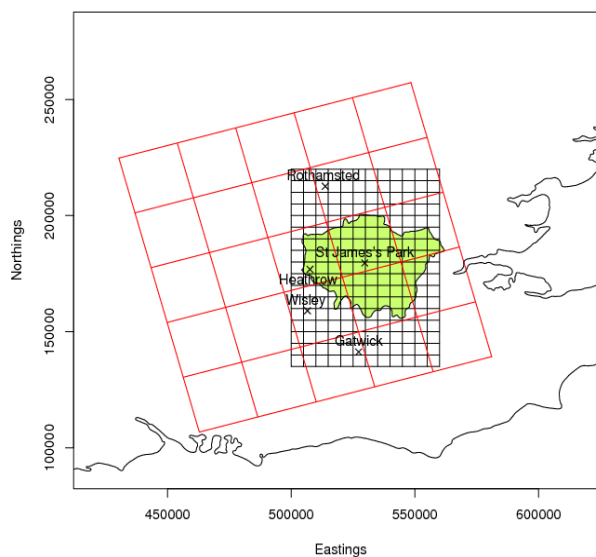 250000
200000
150000
100000
Northings
Rothamsted
St James's Park
Heathrow
Wisley
Gatwick
450000
500000
550000
600000
Eastings